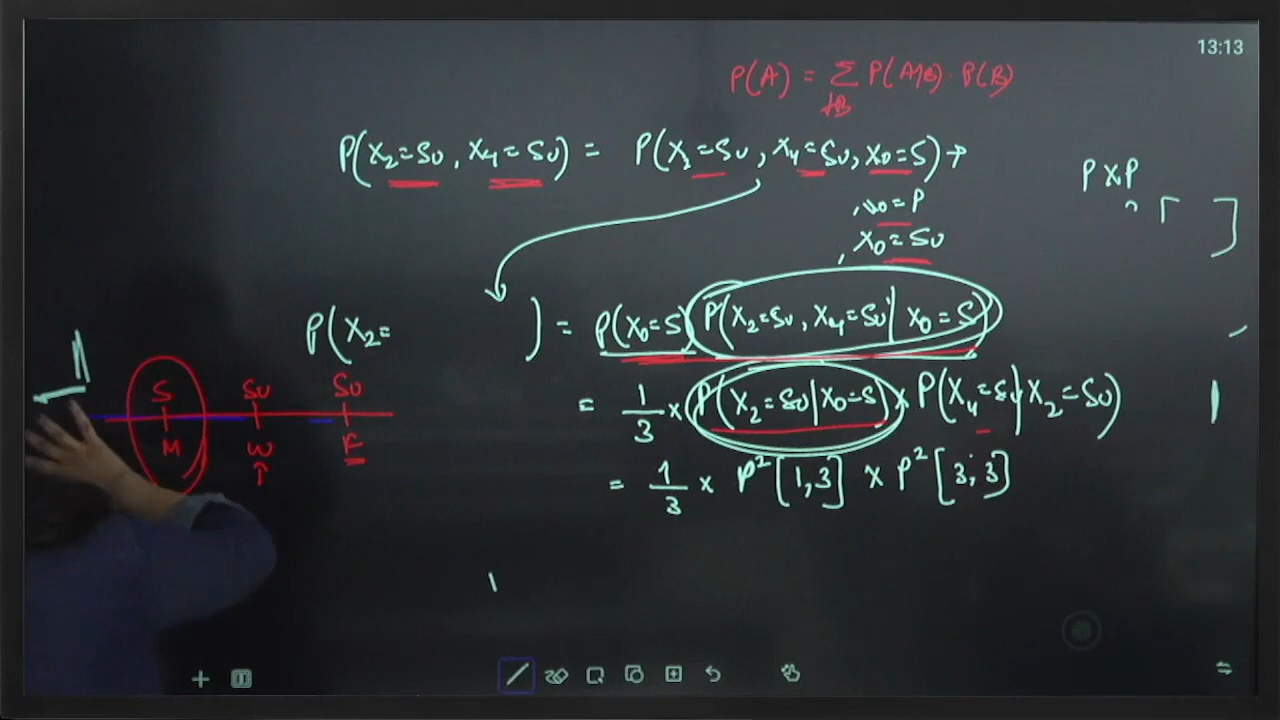 13:13
P(A) = Σ P(A|B) · P(B)
∀B
P(X2=SU, X4=SU) = P(X2=SU, X4=SU, X0=S) +
P X P
, X0=P
[ ]
, X0=SU
P(X2= ) = P(X0=S) P(X2=SU, X4=SU | X0=S)
S SU SU
= 1/3 x P(X2=SU|X0=S) x P(X4=SU|X2=SU)
M W F
= 1/3 x P²[1,3] x P²[3,3]